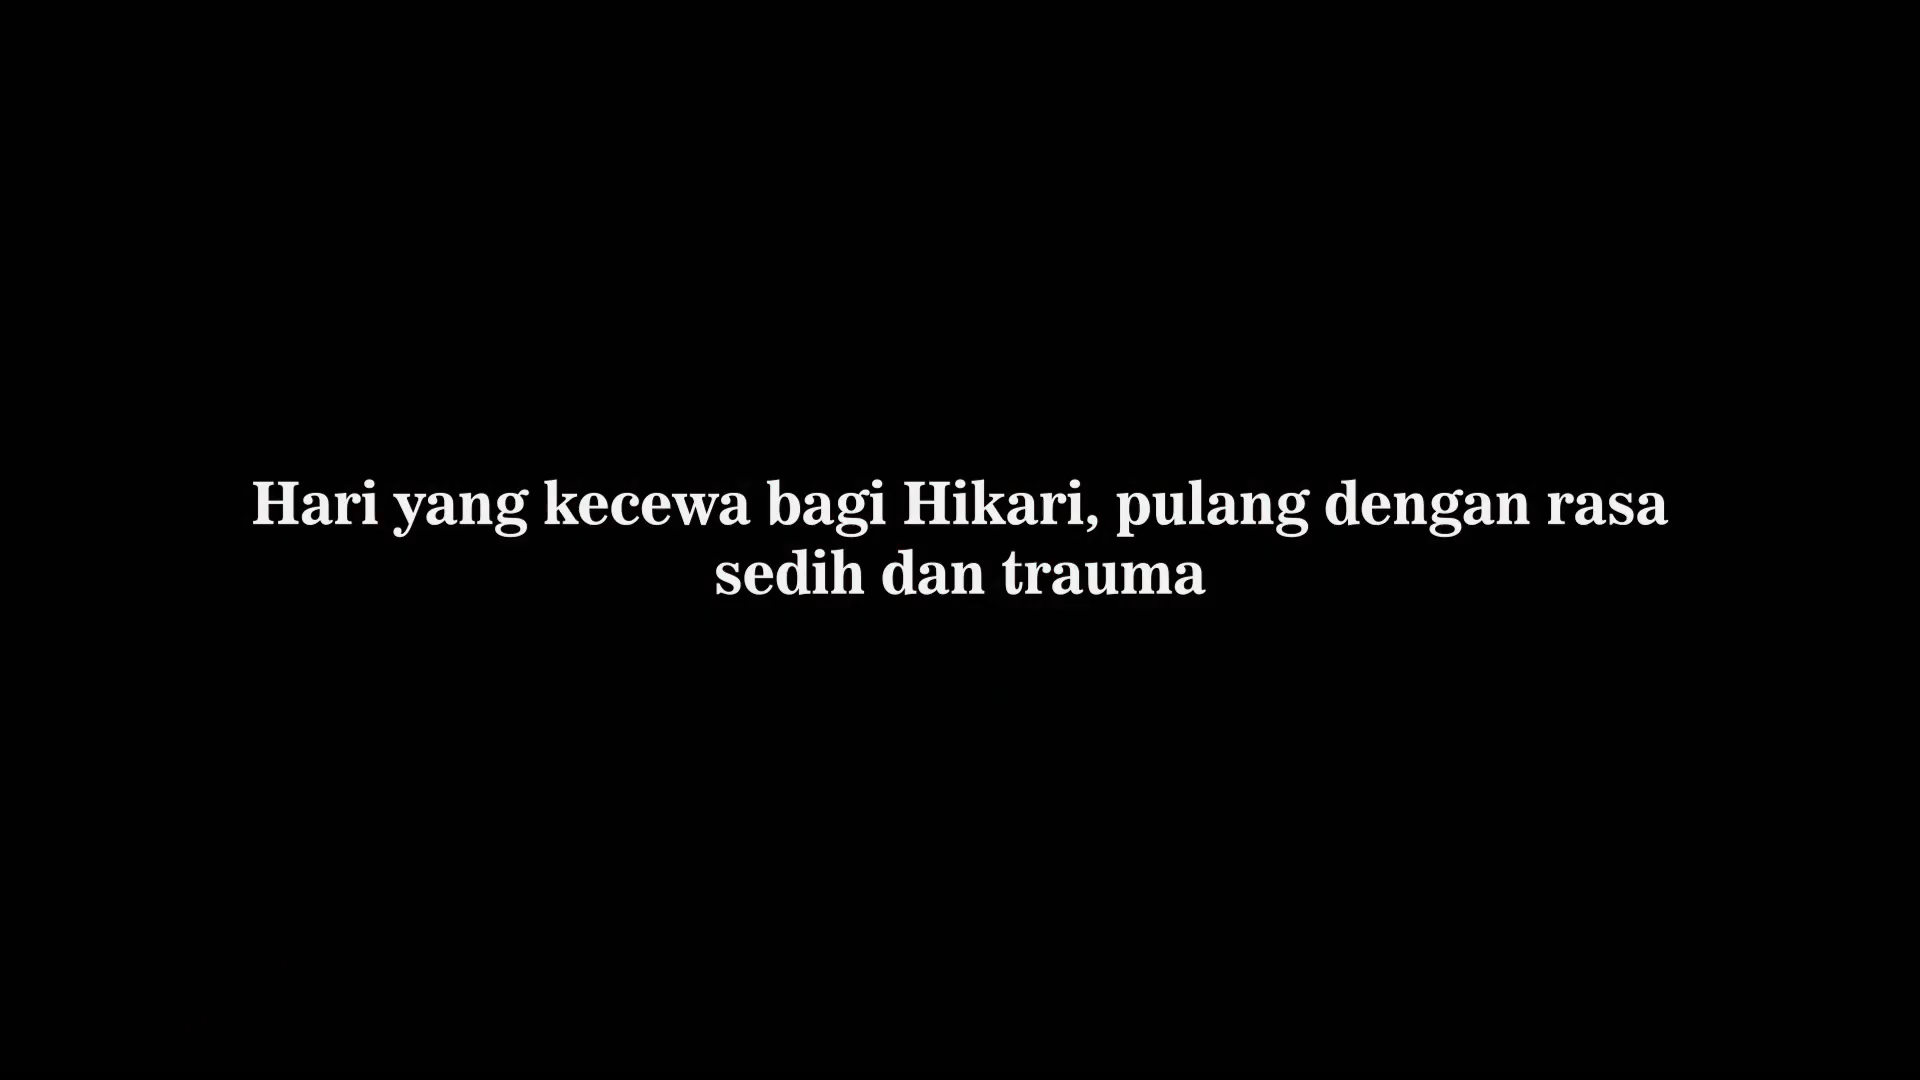 Hari yang kecewa bagi Hikari, pulang dengan rasa
sedih dan trauma